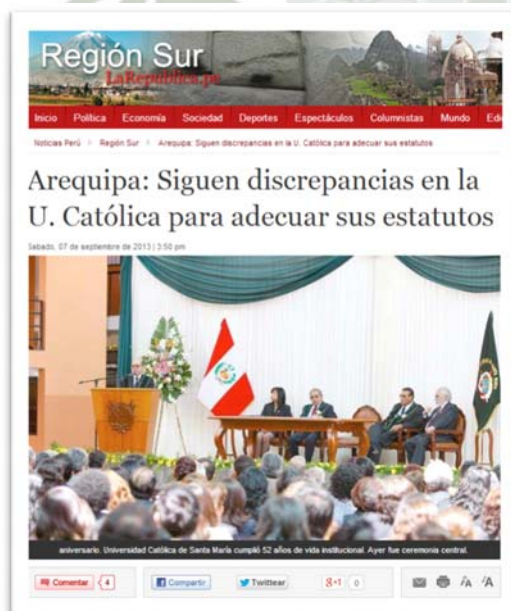 Región Sur
LaRepublica.pe
Inicio Política Economía Sociedad Deportes Espectáculos Columnistas Mundo Edi
Noticias Perú Región Sur Arequipa: Siguen discrepancias en la U. Católica para adecuar sus estatutos
Arequipa: Siguen discrepancias en la
U. Católica para adecuar sus estatutos
Sabado, 07 de septiembre de 2013 | 3:50 pm
aniversario. Universidad Católica de Santa María cumplió 52 años de vida institucional. Ayer fue ceremonia central.
Comentar 4 Compartir Twittear g+1 0 A A